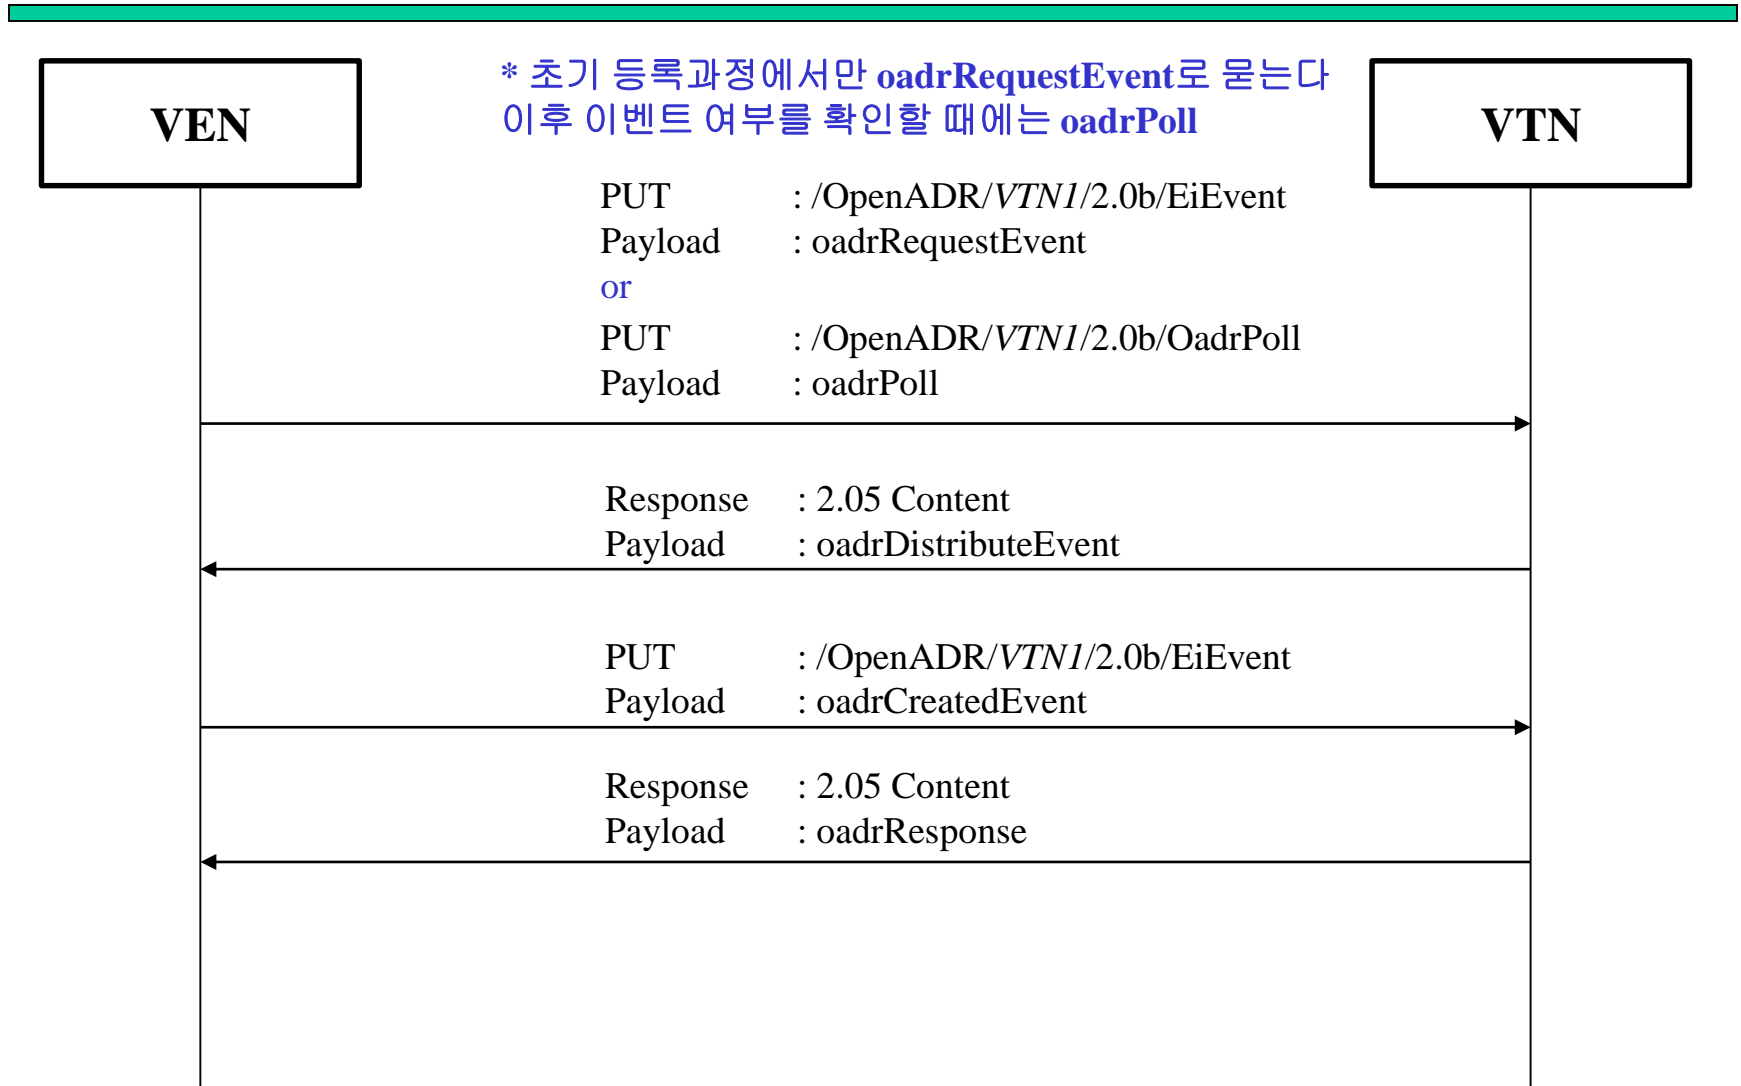 VEN
* 초기 등록과정에서만 oadrRequestEvent로 묻는다
이후 이벤트 여부를 확인할 때에는 oadrPoll
VTN
PUT : /OpenADR/VTN1/2.0b/EiEvent
Payload : oadrRequestEvent
or
PUT : /OpenADR/VTN1/2.0b/OadrPoll
Payload : oadrPoll
Response : 2.05 Content
Payload : oadrDistributeEvent
PUT : /OpenADR/VTN1/2.0b/EiEvent
Payload : oadrCreatedEvent
Response : 2.05 Content
Payload : oadrResponse